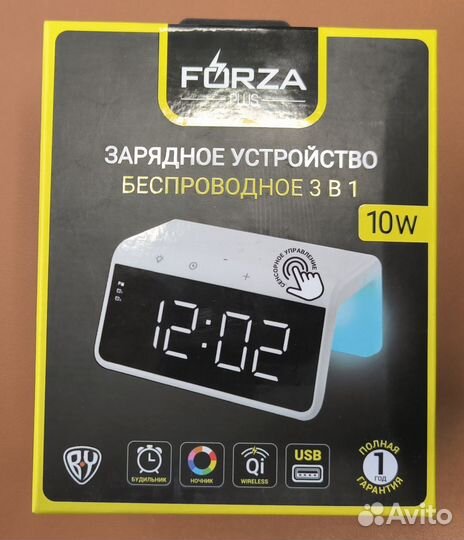 FORZA
PLUS
ЗАРЯДНОЕ УСТРОЙСТВО
БЕСПРОВОДНОЕ 3 В 1
10W
СЕНСОРНОЕ УПРАВЛЕНИЕ
12:02
BY
БУДИЛЬНИК
НОЧНИК
Qi
WIRELESS
USB
ПОЛНАЯ
1
ГОД
ГАРАНТИЯ
Avito